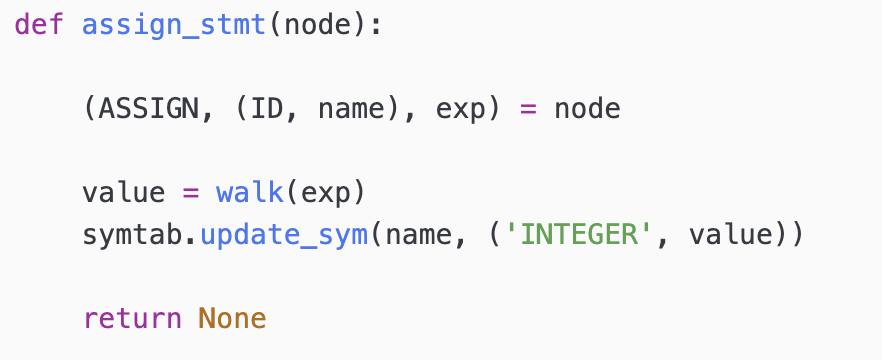 def assign_stmt(node):
(ASSIGN, (ID, name), exp) = node
value = walk(exp)
symtab.update_sym(name, ('INTEGER', value))
return None